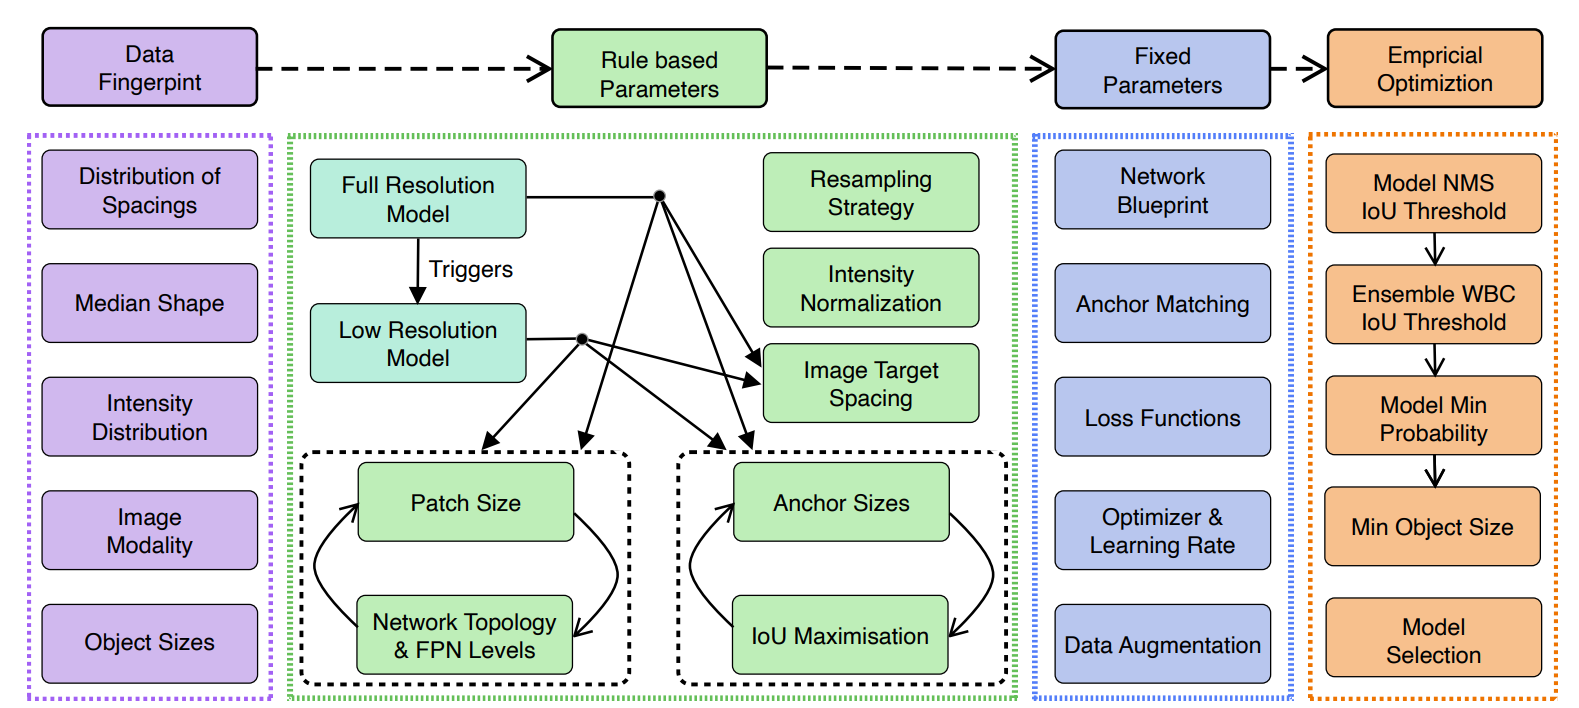 Data
Fingerpint
Rule based
Parameters
Fixed
Parameters
Empricial
Optimiztion
Distribution of
Spacings
Median Shape
Intensity
Distribution
Image
Modality
Object Sizes
Full Resolution
Model
Triggers
Low Resolution
Model
Resampling
Strategy
Intensity
Normalization
Image Target
Spacing
Patch Size
Network Topology
& FPN Levels
Anchor Sizes
IoU Maximisation
Network
Blueprint
Anchor Matching
Loss Functions
Optimizer &
Learning Rate
Data Augmentation
Model NMS
IoU Threshold
Ensemble WBC
IoU Threshold
Model Min
Probability
Min Object Size
Model
Selection